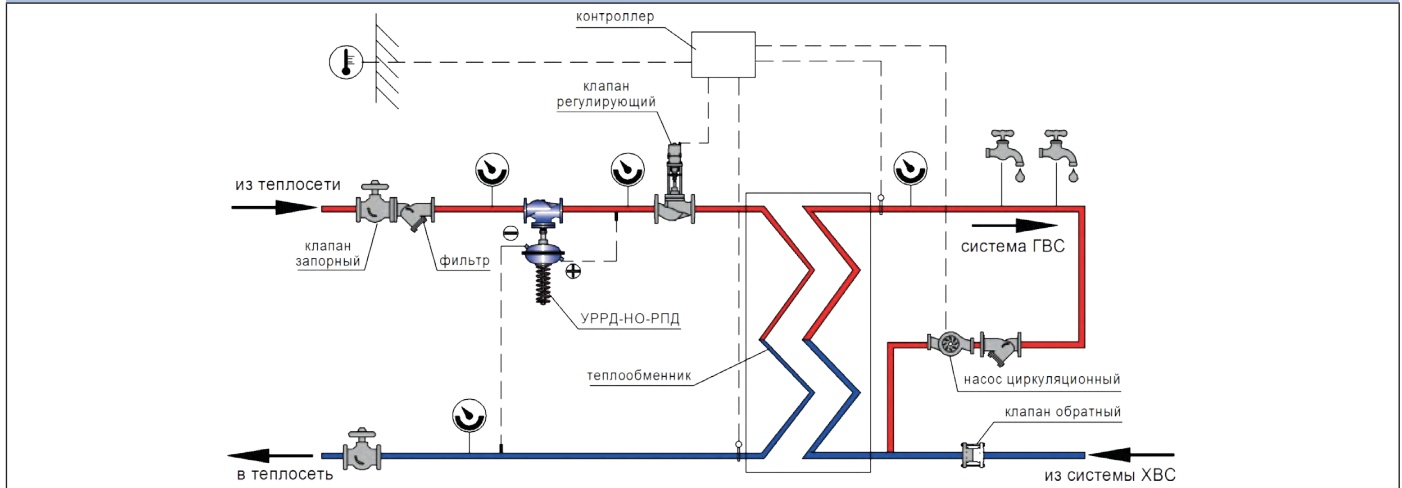 контроллер
клапан
регулирующий
из теплосети
клапан
запорный
фильтр
система ГВС
УРРД-НО-РПД
теплообменник
насос циркуляционный
клапан обратный
в теплосеть
из системы ХВС